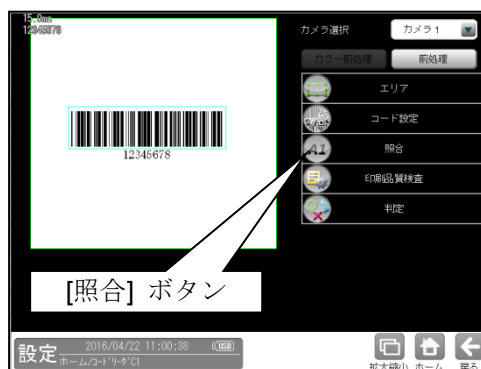 15.0ms
12345678
カメラ選択
カメラ1
カラー前処理
前処理
エリア
コード設定
照合
印刷品質検査
判定
12345678
[照合] ボタン
設定
2016/04/22 11:00:38
USB
ホーム/コードリーダC1
拡大縮小
ホーム
戻る